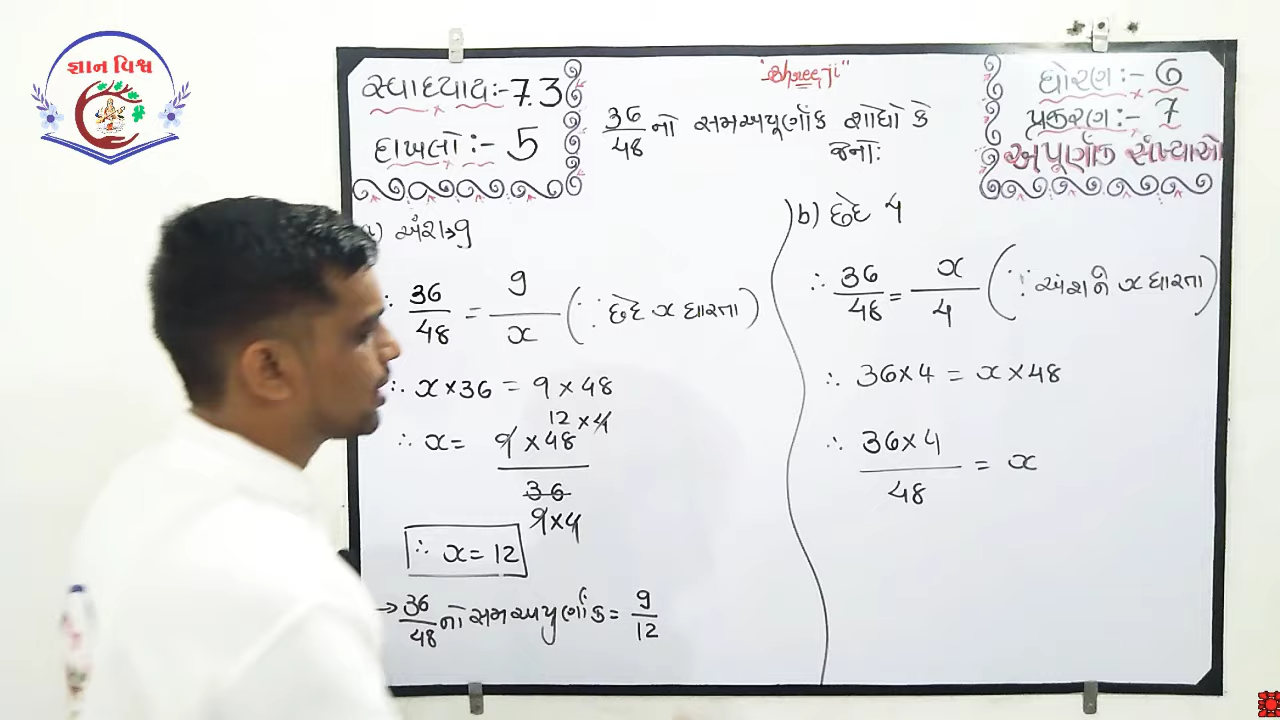 જ્ઞાન વિશ્વ
સ્વાધ્યાય:- 7.3
દાખલો:- 5
"Shreeji"
36/48 નો સમઅપૂર્ણાંક શોધો કે
જેનો:
ધોરણ:- 6
પ્રકરણ:- 7
અપૂર્ણાંક સંખ્યાઓ
a) અંશ 9
∴ 36/48 = 9/x (∵ છેદે x ધારતા)
∴ x × 36 = 9 × 48
12 × 4
∴ x = 9 × 48 / 36
9 × 4
∴ x = 12
→ 36/48 નો સમઅપૂર્ણાંક = 9/12
b) છેદ 4
∴ 36/48 = x/4 (∵ અંશને x ધારતા)
∴ 36 × 4 = x × 48
∴ 36 × 4 / 48 = x